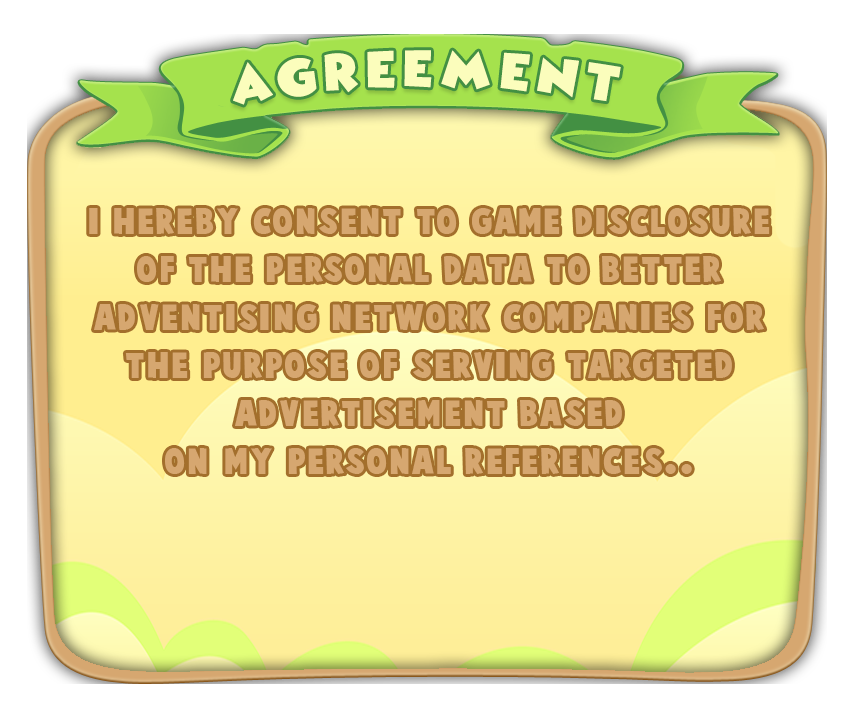 AGREEMENT
I HEREBY CONSENT TO GAME DISCLOSURE
OF THE PERSONAL DATA TO BETTER
ADVENTISING NETWORK COMPANIES FOR
THE PURPOSE OF SERVING TARGETED
ADVERTISEMENT BASED
ON MY PERSONAL REFERENCES..